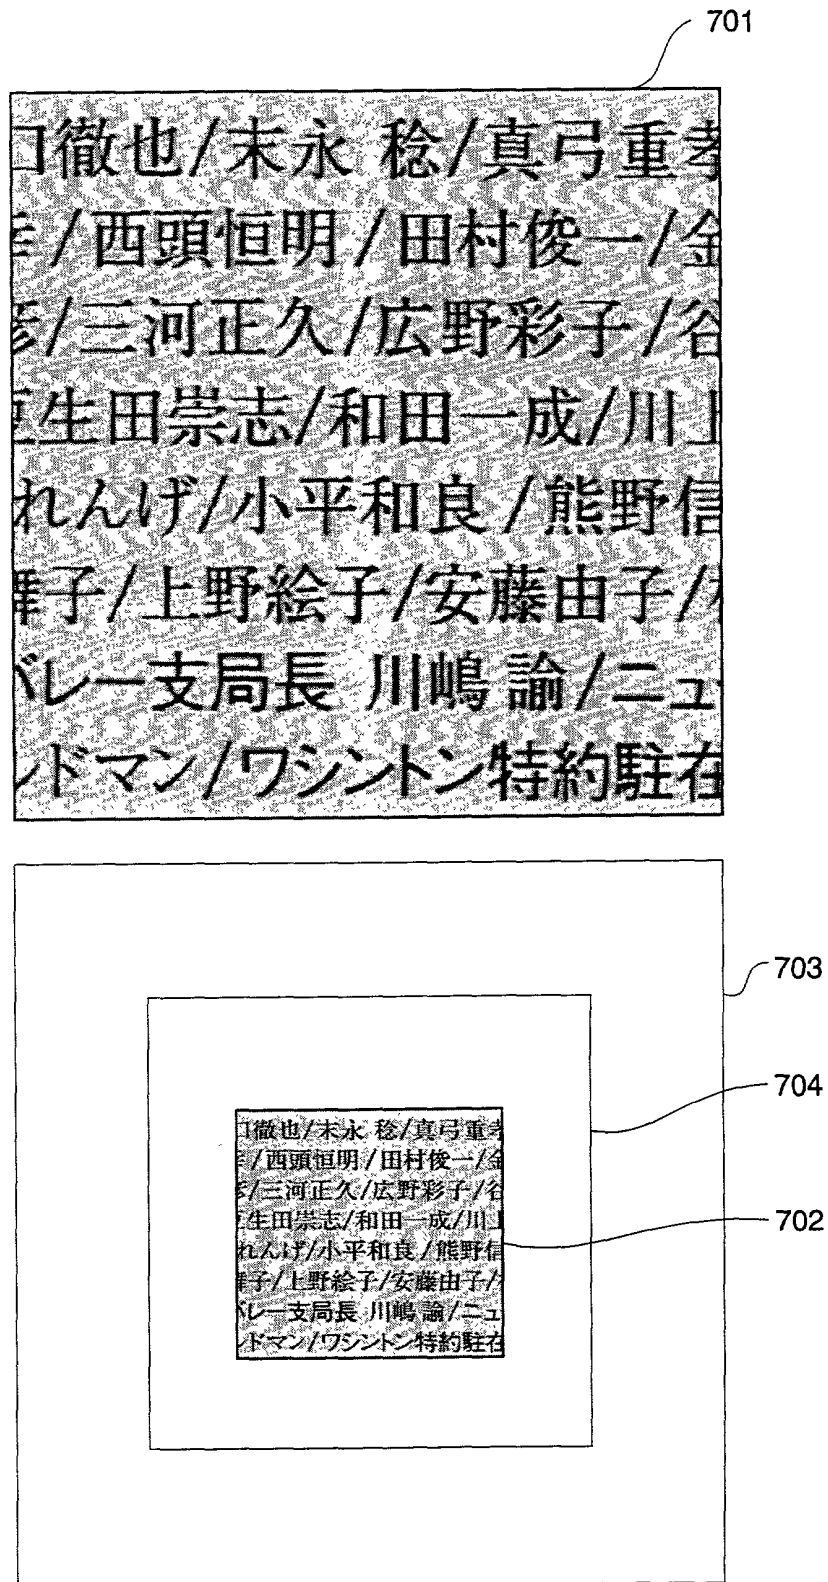 701
口徹也/末永 稔/真弓重孝
/西頭恒明/田村俊一/金
彦/三河正久/広野彩子/谷
生田崇志/和田一成/川上
れんげ/小平和良/熊野信
舞子/上野絵子/安藤由子/
バレー支局長 川嶋 諭/ニュー
ンドマン/ワシントン特約駐在
703
704
口徹也/末永 稔/真弓重孝
/西頭恒明/田村俊一/金
彦/三河正久/広野彩子/谷
生田崇志/和田一成/川上
702
れんげ/小平和良/熊野信
舞子/上野絵子/安藤由子/
バレー支局長 川嶋 諭/ニュー
ンドマン/ワシントン特約駐在